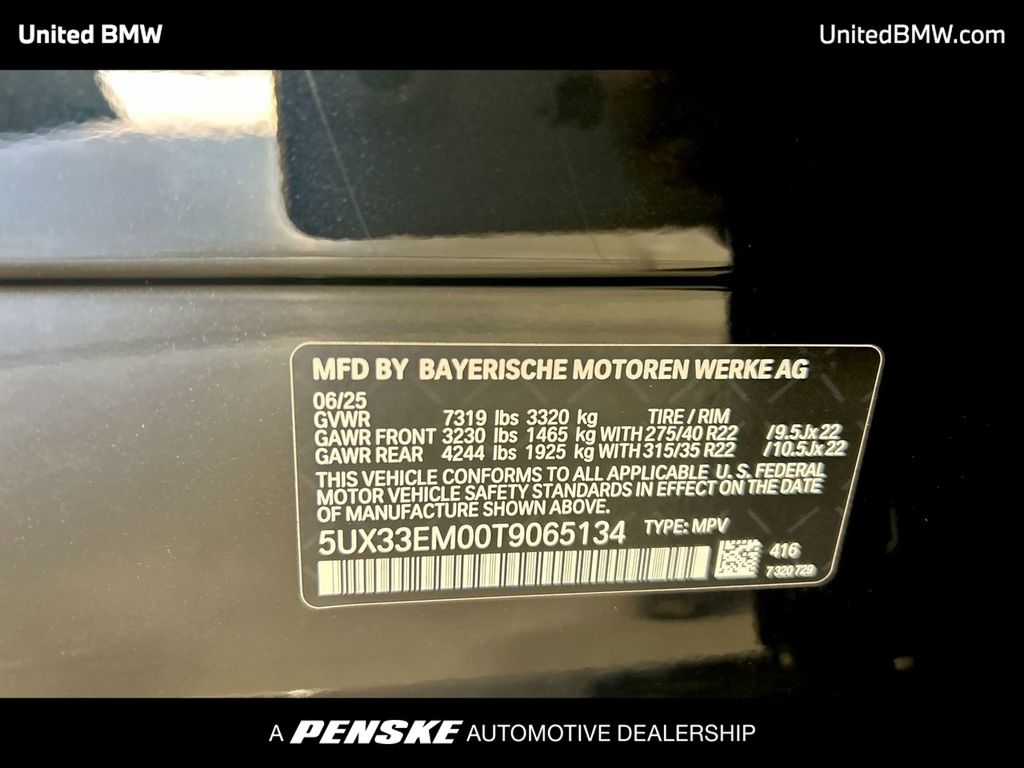 United BMW
UnitedBMW.com
MFD BY BAYERISCHE MOTOREN WERKE AG
06/25
GVWR 7319 lbs 3320 kg TIRE / RIM
GAWR FRONT 3230 lbs 1465 kg WITH 275/40 R22 /9.5Jx22
GAWR REAR 4244 lbs 1925 kg WITH 315/35 R22 /10.5Jx22
THIS VEHICLE CONFORMS TO ALL APPLICABLE U. S. FEDERAL
MOTOR VEHICLE SAFETY STANDARDS IN EFFECT ON THE DATE
OF MANUFACTURE SHOWN ABOVE.
5UX33EM00T9065134 TYPE: MPV
416
7 320 729
A PENSKE AUTOMOTIVE DEALERSHIP